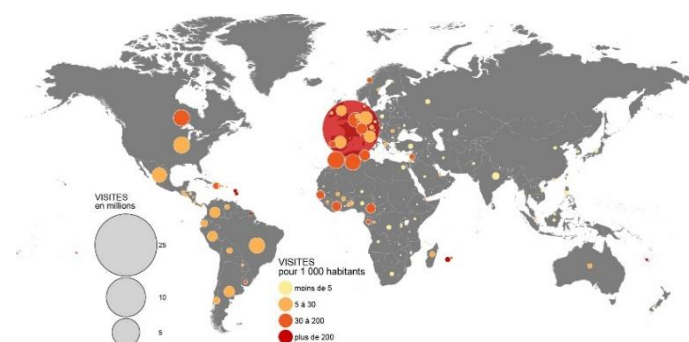 VISITES
en millions
25
10
5
VISITES
pour 1 000 habitants
moins de 5
5 à 30
30 à 200
plus de 200